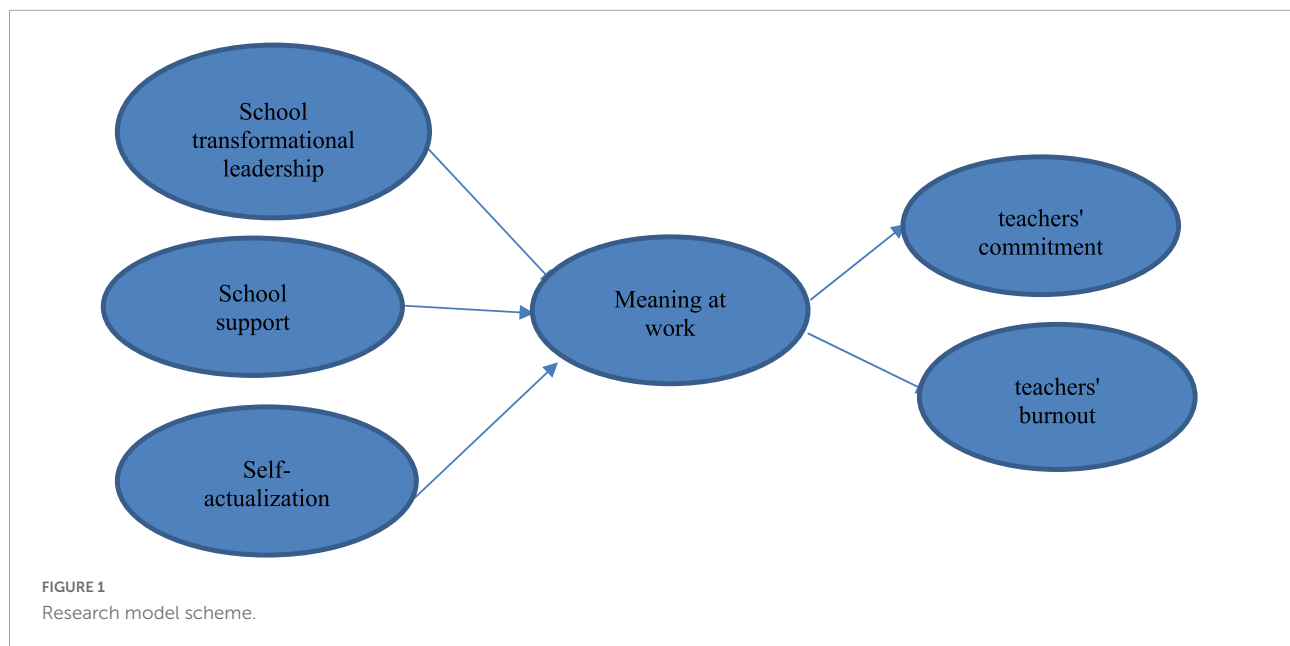 School
transformational
leadership
School
support
Self-
actualization
Meaning at
work
teachers'
commitment
teachers'
burnout
FIGURE 1
Research model scheme.